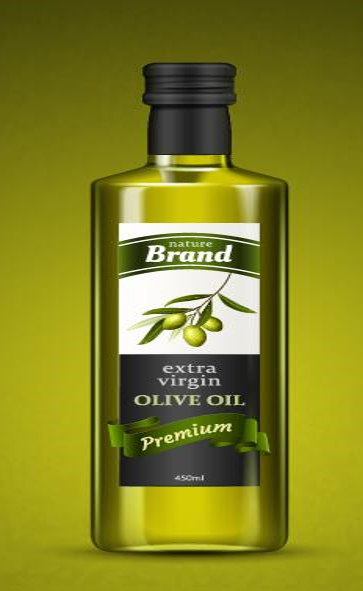 nature
Brand
extra
virgin
OLIVE OIL
Premium
450ml